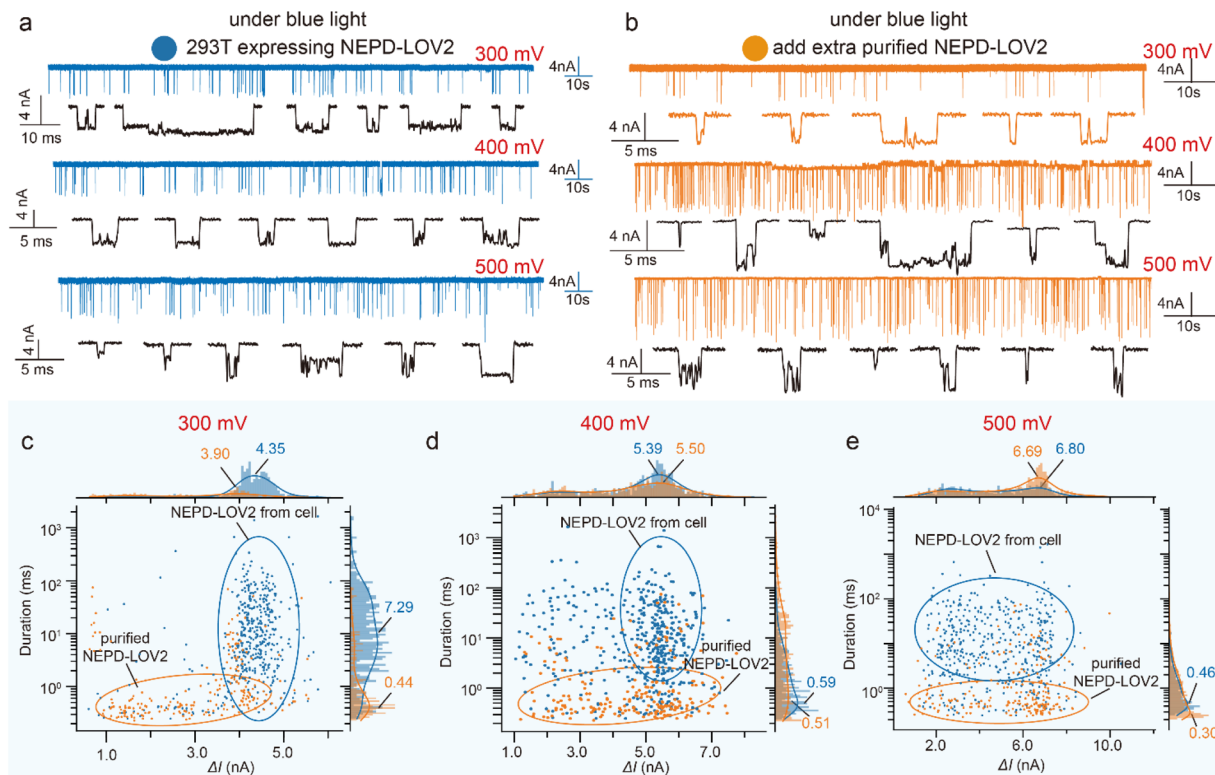 a
under blue light
293T expressing NEPD-LOV2
300 mV
4nA
10s
4 nA
10 ms
400 mV
4nA
10s
4 nA
5 ms
500 mV
4nA
10s
4 nA
5 ms
b
under blue light
add extra purified NEPD-LOV2
300 mV
4nA
10s
4 nA
5 ms
400 mV
4nA
10s
4 nA
5 ms
500 mV
4nA
10s
4 nA
5 ms
c
300 mV
3.90
4.35
NEPD-LOV2 from cell
purified
NEPD-LOV2
7.29
0.44
Duration (ms)
10³
10²
10¹
10⁰
1.0
3.0
5.0
ΔI (nA)
d
400 mV
5.39
5.50
NEPD-LOV2 from cell
purified
NEPD-LOV2
0.59
0.51
Duration (ms)
10³
10²
10¹
10⁰
1.0
3.0
5.0
7.0
ΔI (nA)
e
500 mV
6.69
6.80
NEPD-LOV2 from cell
purified
NEPD-LOV2
0.46
0.30
Duration (ms)
10⁴
10²
10⁰
2.0
6.0
10.0
ΔI (nA)